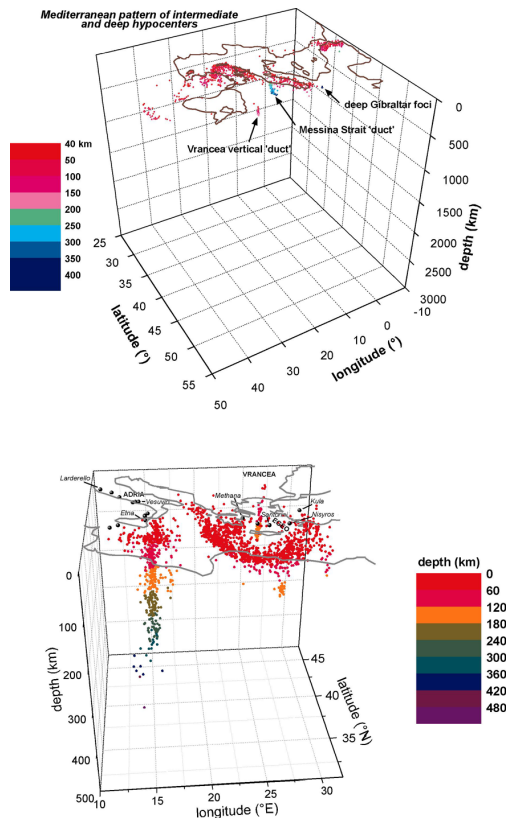 Mediterranean pattern of intermediate
and deep hypocenters
deep Gibraltar foci
Messina Strait 'duct'
Vrancea vertical 'duct'
40 km
50
100
150
200
250
300
350
400
0
500
1000
1500
2000
2500
3000
depth (km)
25
30
35
40
45
50
55
latitude (°)
50
40
30
20
10
0
-10
longitude (°)
VRANCEA
Larderello
ADRIA
Vesuvio
Etna
Methana
Kula
Nisyros
0
100
200
300
400
500
depth (km)
10
15
20
25
30
longitude (°E)
45
40
35
latitude (°N)
depth (km)
0
60
120
180
240
300
360
420
480